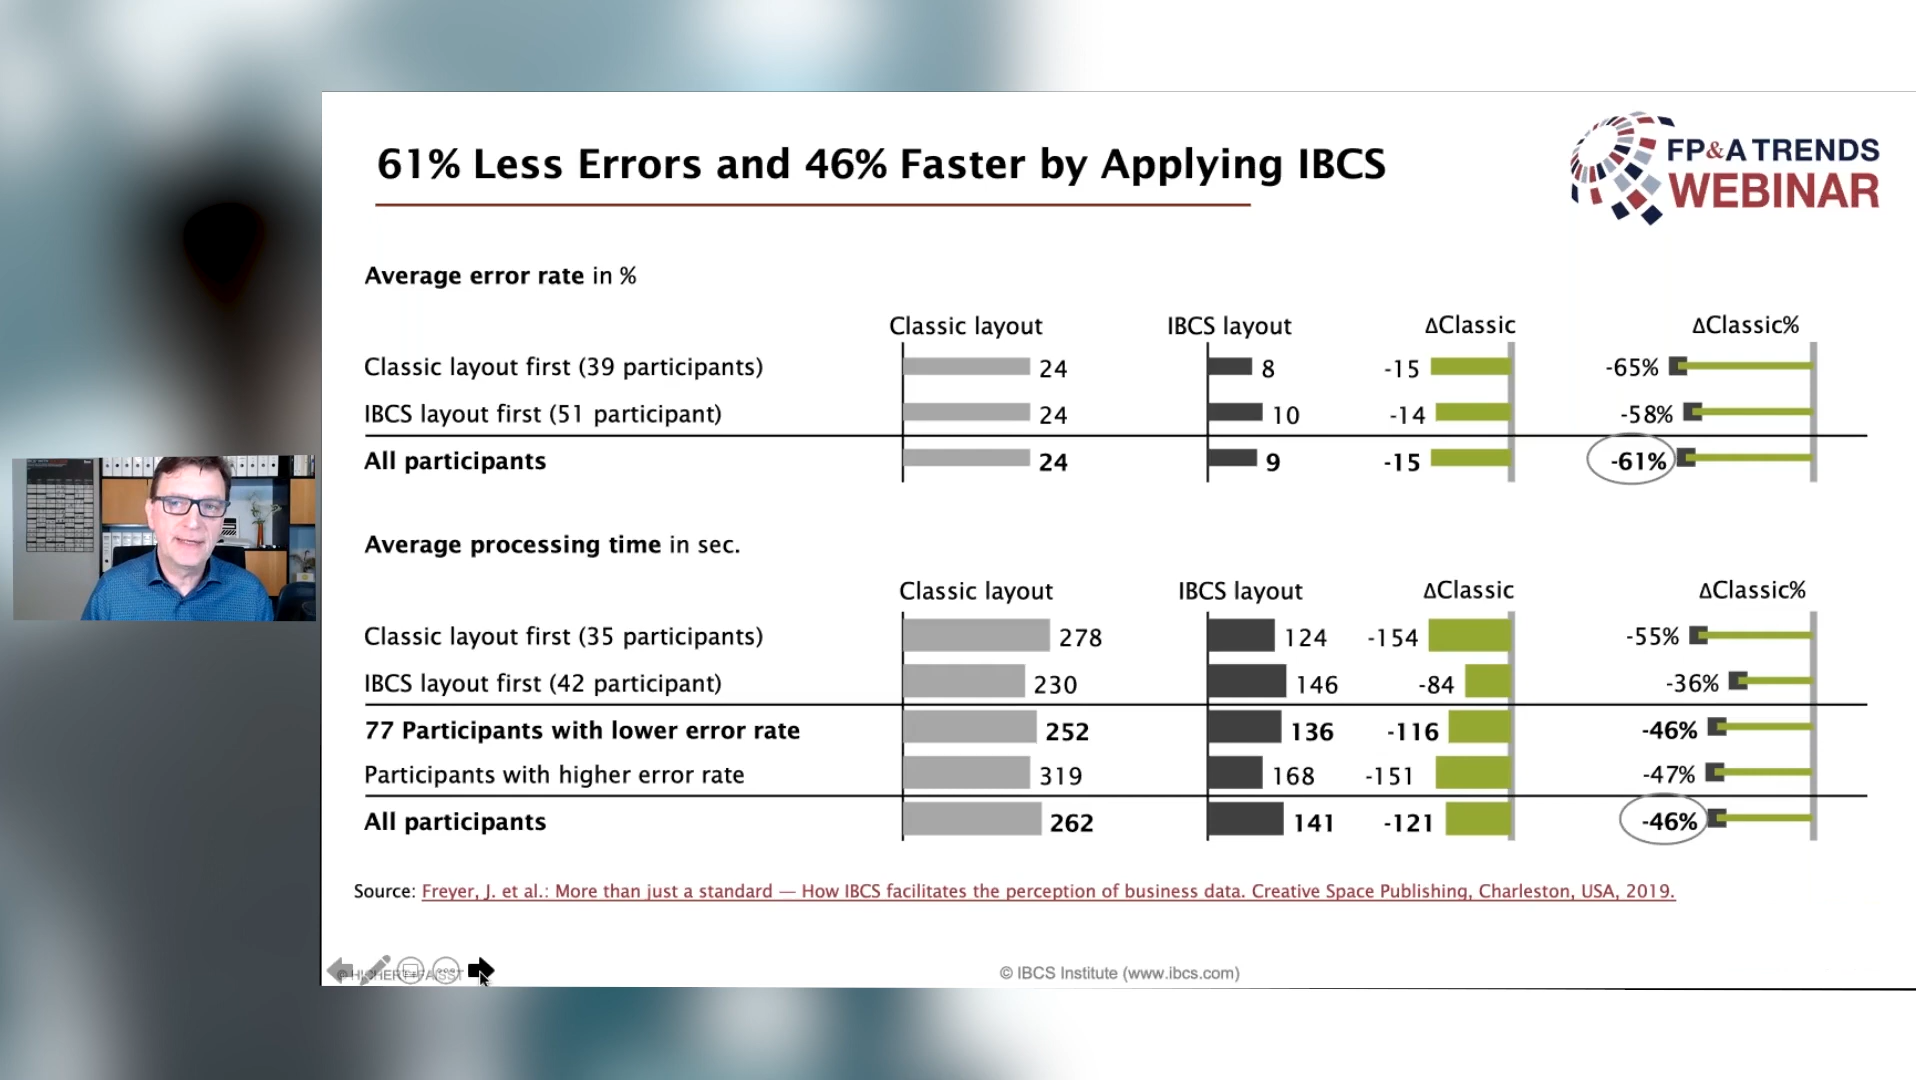 61% Less Errors and 46% Faster by Applying IBCS
FP&A TRENDS
WEBINAR
Average error rate in %
Classic layout IBCS layout ΔClassic ΔClassic%
Classic layout first (39 participants) 24 8 -15 -65%
IBCS layout first (51 participant) 24 10 -14 -58%
All participants 24 9 -15 -61%
Average processing time in sec.
Classic layout IBCS layout ΔClassic ΔClassic%
Classic layout first (35 participants) 278 124 -154 -55%
IBCS layout first (42 participant) 230 146 -84 -36%
77 Participants with lower error rate 252 136 -116 -46%
Participants with higher error rate 319 168 -151 -47%
All participants 262 141 -121 -46%
Source: Freyer, J. et al.: More than just a standard — How IBCS facilitates the perception of business data. Creative Space Publishing, Charleston, USA, 2019.
© HICHERT+FAISST © IBCS Institute (www.ibcs.com)